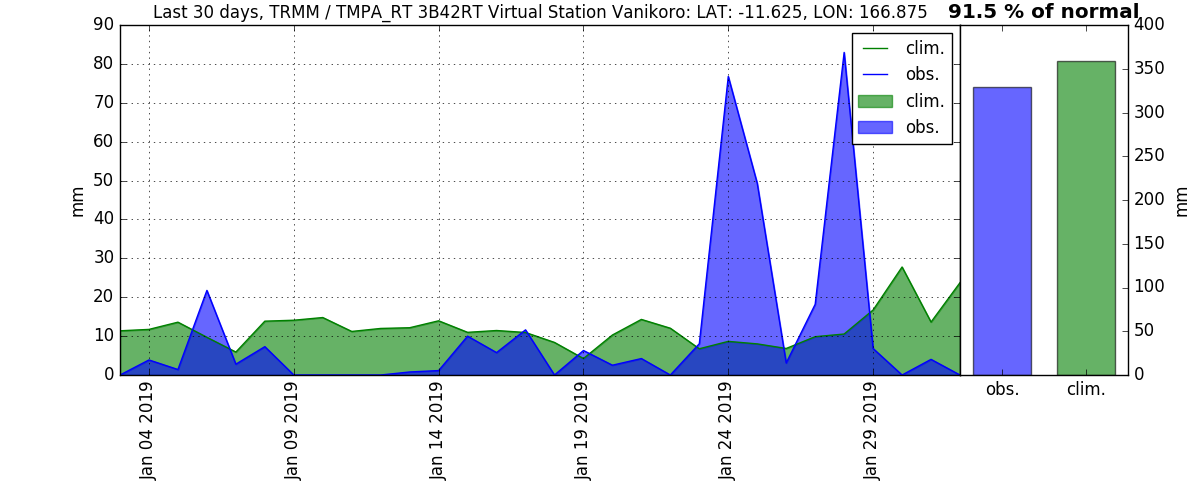 Last 30 days, TRMM / TMPA_RT 3B42RT Virtual Station Vanikoro: LAT: -11.625, LON: 166.875
91.5 % of normal
90
80
70
60
50
40
30
20
10
0
mm
clim.
obs.
clim.
obs.
Jan 04 2019
Jan 09 2019
Jan 14 2019
Jan 19 2019
Jan 24 2019
Jan 29 2019
400
350
300
250
200
150
100
50
0
mm
obs.
clim.